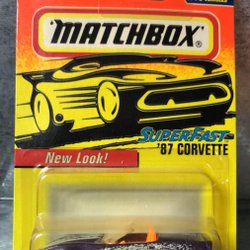 MATCHBOX
SUPERFAST
'87 CORVETTE
New Look!